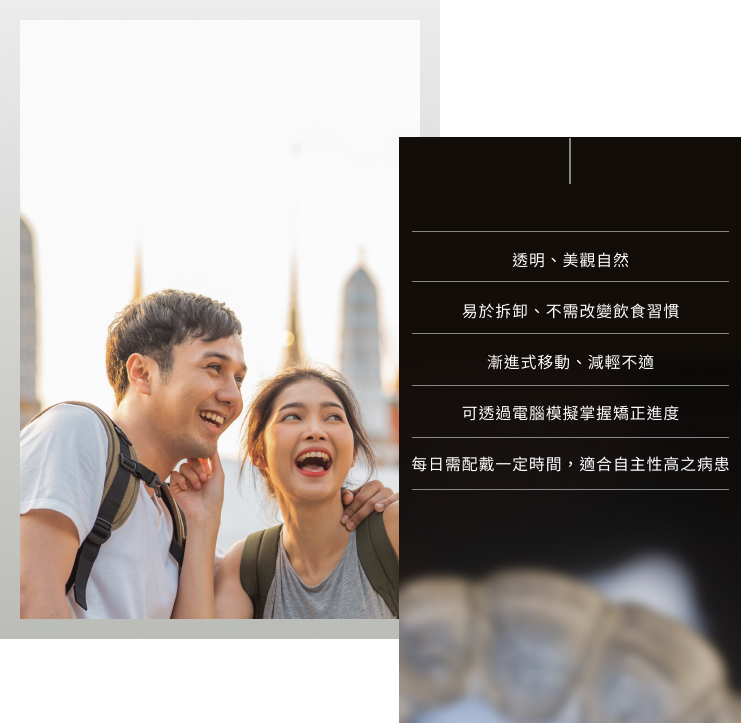 透明、美觀自然
易於拆卸、不需改變飲食習慣
漸進式移動、減輕不適
可透過電腦模擬掌握矯正進度
每日需配戴一定時間，適合自主性高之病患